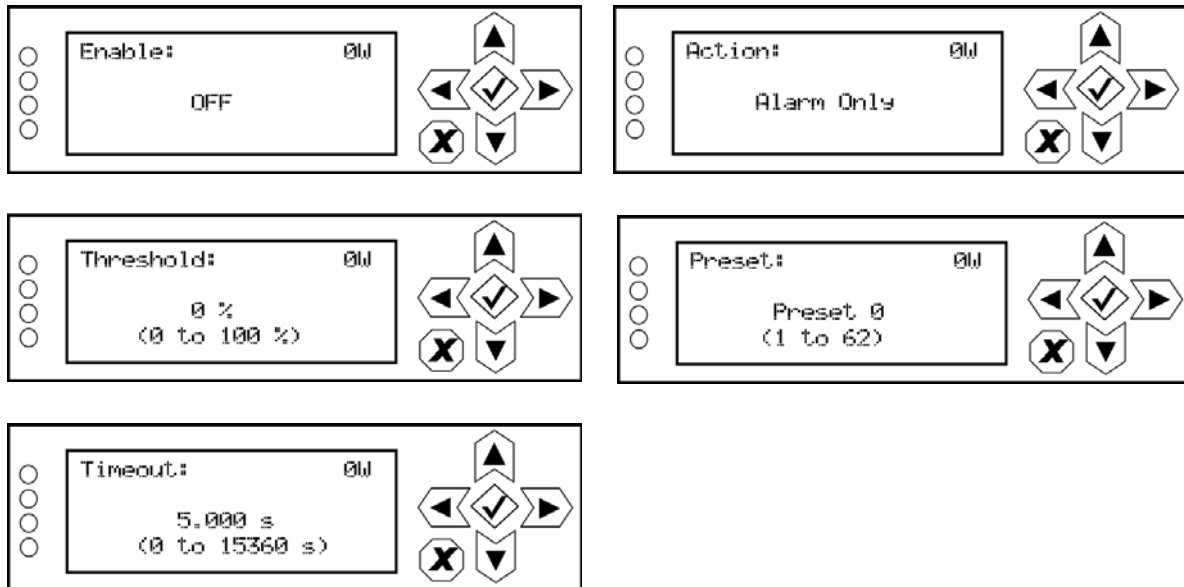 Enable: 0W
OFF
Action: 0W
Alarm Only
Threshold: 0W
0 %
(0 to 100 %)
Preset: 0W
Preset 0
(1 to 62)
Timeout: 0W
5.000 s
(0 to 15360 s)